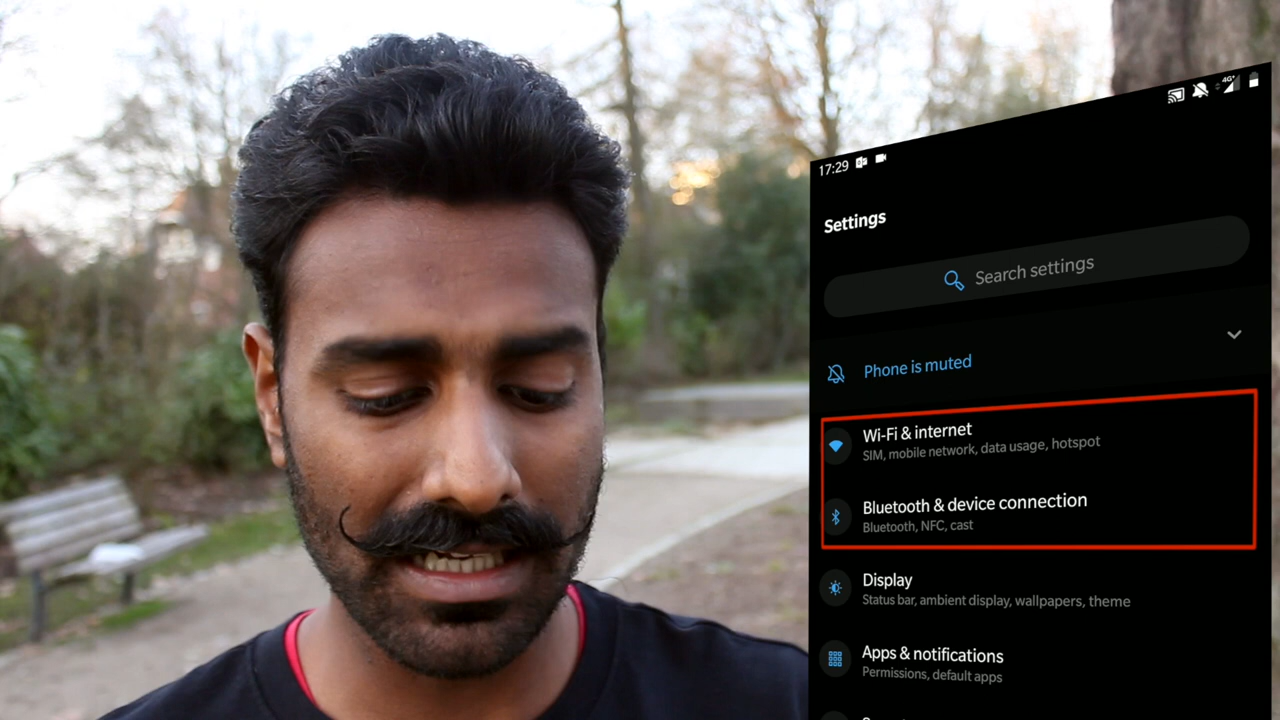 17:29
4G+
Settings
Search settings
Phone is muted
Wi-Fi & internet
SIM, mobile network, data usage, hotspot
Bluetooth & device connection
Bluetooth, NFC, cast
Display
Status bar, ambient display, wallpapers, theme
Apps & notifications
Permissions, default apps